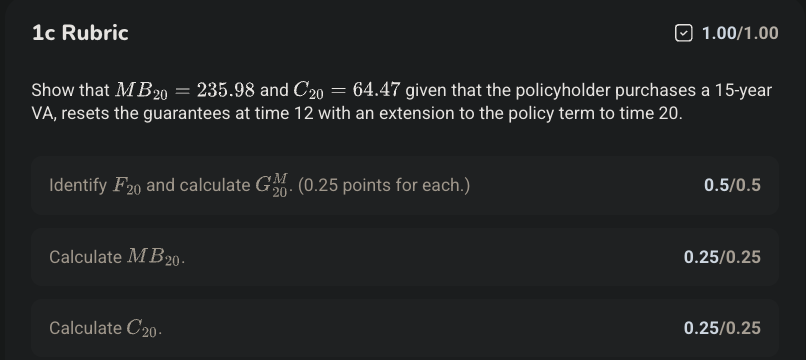 1c Rubric
1.00/1.00
Show that $MB_{20} = 235.98$ and $C_{20} = 64.47$ given that the policyholder purchases a 15-year
VA, resets the guarantees at time 12 with an extension to the policy term to time 20.
Identify $F_{20}$ and calculate $G_{20}^{M}$. (0.25 points for each.)
0.5/0.5
Calculate $MB_{20}$.
0.25/0.25
Calculate $C_{20}$.
0.25/0.25